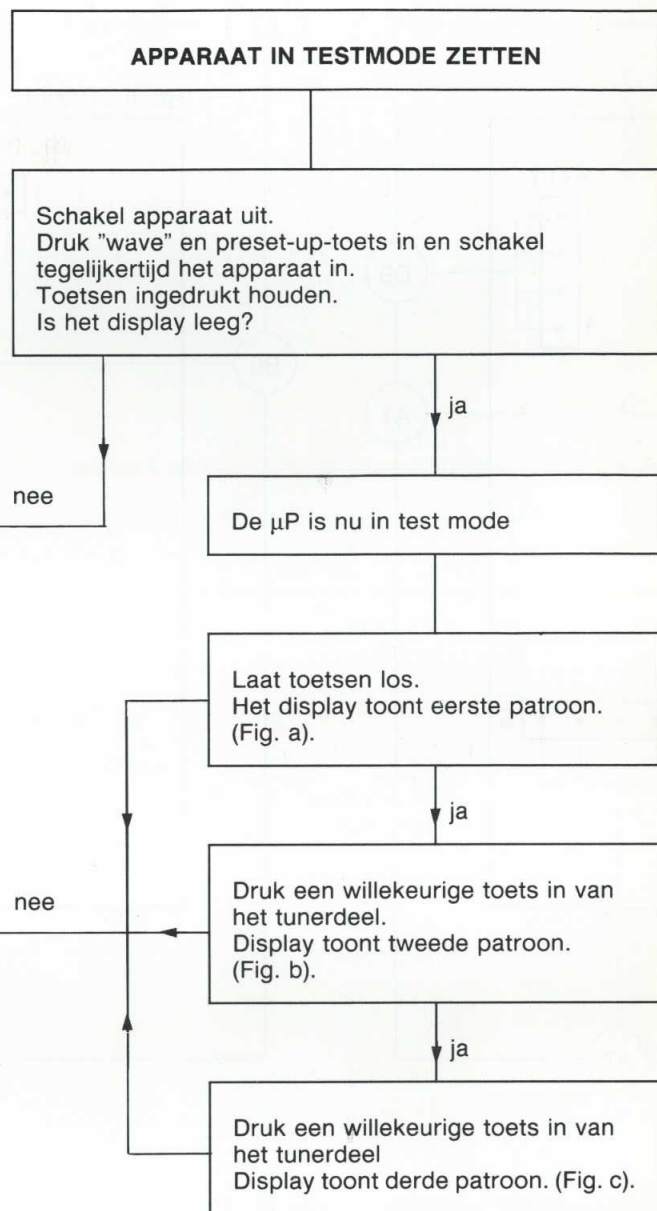 APPARAAT IN TESTMODE ZETTEN
Schakel apparaat uit.
Druk "wave" en preset-up-toets in en schakel
tegelijkertijd het apparaat in.
Toetsen ingedrukt houden.
Is het display leeg?
ja
nee
De µP is nu in test mode
Laat toetsen los.
Het display toont eerste patroon.
(Fig. a).
ja
nee
Druk een willekeurige toets in van
het tunerdeel.
Display toont tweede patroon.
(Fig. b).
ja
Druk een willekeurige toets in van
het tunerdeel
Display toont derde patroon. (Fig. c).